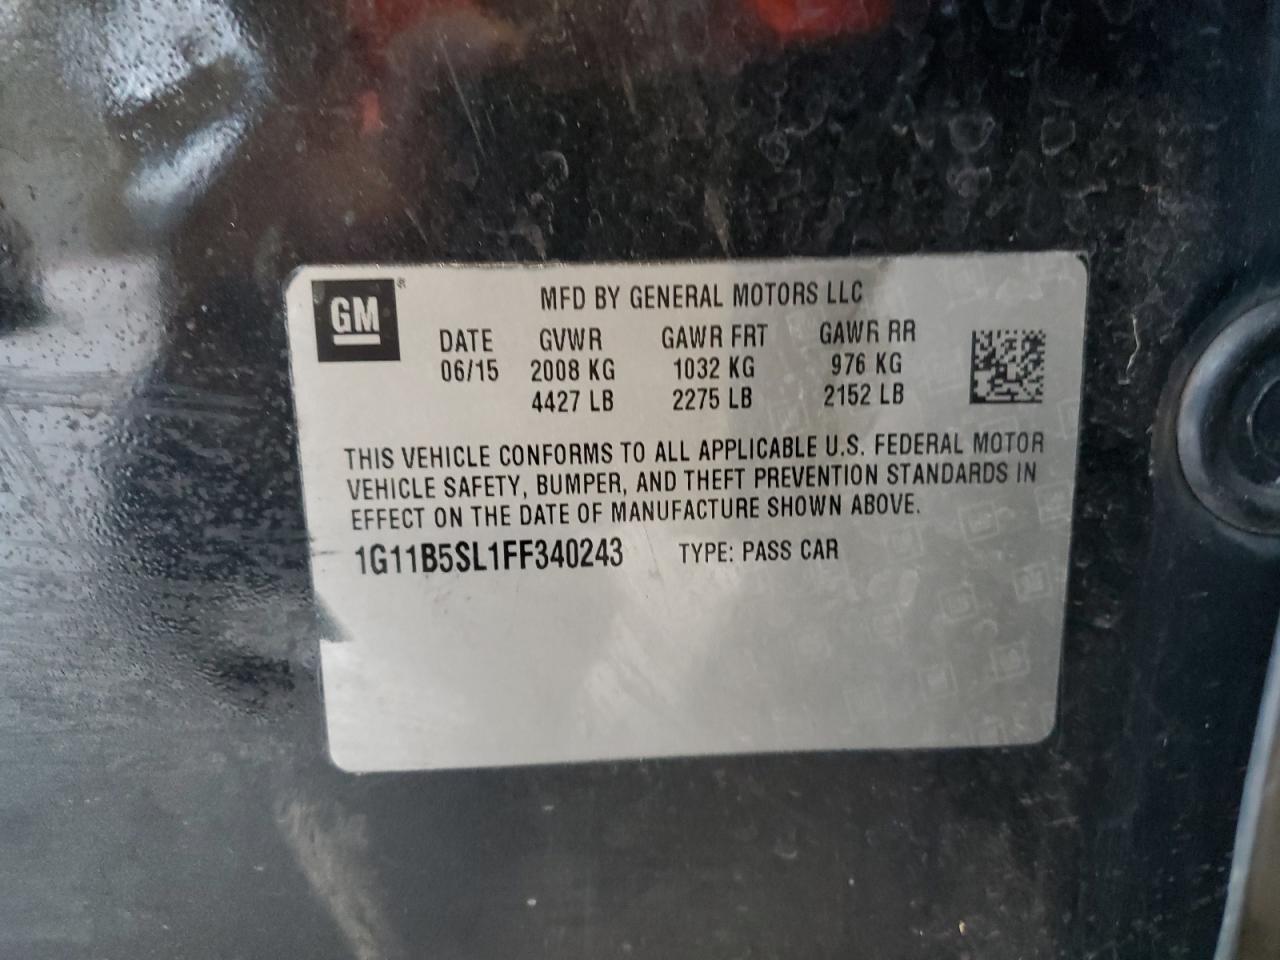 GM ®
MFD BY GENERAL MOTORS LLC
DATE GVWR GAWR FRT GAWR RR
06/15 2008 KG 1032 KG 976 KG
4427 LB 2275 LB 2152 LB
THIS VEHICLE CONFORMS TO ALL APPLICABLE U.S. FEDERAL MOTOR
VEHICLE SAFETY, BUMPER, AND THEFT PREVENTION STANDARDS IN
EFFECT ON THE DATE OF MANUFACTURE SHOWN ABOVE.
1G11B5SL1FF340243 TYPE: PASS CAR